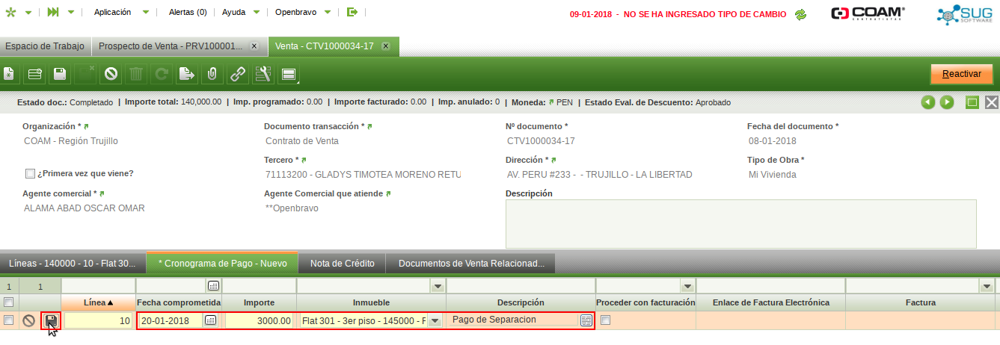 Aplicación Alertas (0) Ayuda Openbravo
09-01-2018 - NO SE HA INGRESADO TIPO DE CAMBIO
COAM
CONTRATISTAS
SUG
SOFTWARE
Espacio de Trabajo Prospecto de Venta - PRV100001... x Venta - CTV1000034-17 x
Reactivar
Estado doc.: Completado | Importe total: 140,000.00 | Imp. programado: 0.00 | Importe facturado: 0.00 | Imp. anulado: 0 | Moneda: PEN | Estado Eval. de Descuento: Aprobado
Organización * Documento transacción * Nº documento * Fecha del documento *
COAM - Región Trujillo Contrato de Venta CTV1000034-17 08-01-2018
Tercero * Dirección * Tipo de Obra *
¿Primera vez que viene? 71113200 - GLADYS TIMOTEA MORENO RETU AV. PERU #233 - - TRUJILLO - LA LIBERTAD Mi Vivienda
Agente comercial * Agente Comercial que atiende Descripción
ALAMA ABAD OSCAR OMAR **Openbravo
Líneas - 140000 - 10 - Flat 30... * Cronograma de Pago - Nuevo Nota de Crédito Documentos de Venta Relacionad...
1 1
Línea Fecha comprometida Importe Inmueble Descripción Proceder con facturación Enlace de Factura Electrónica Factura
10 20-01-2018 3000.00 Flat 301 - 3er piso - 145000 - F Pago de Separacion